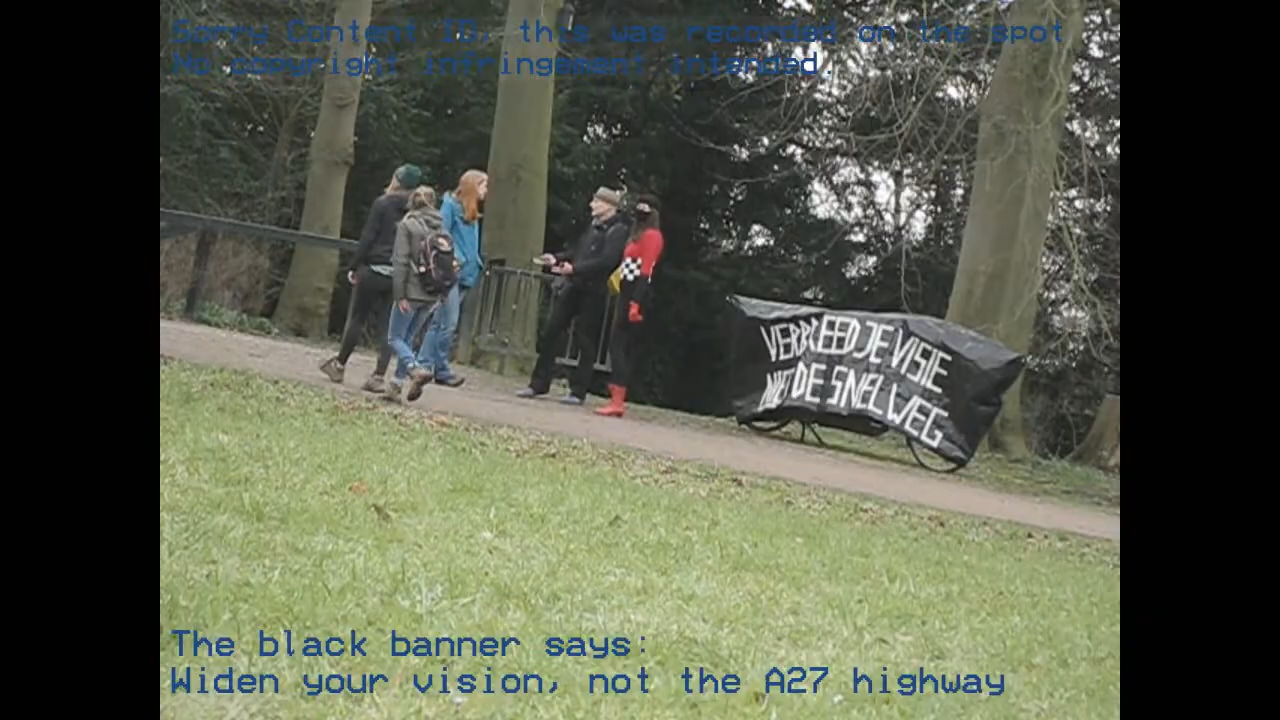 Sorry Content ID, this was recorded on the spot
No copyright infringement intended.
VERBREED JE VISIE
NIET DE SNELWEG
The black banner says:
Widen your vision, not the A27 highway